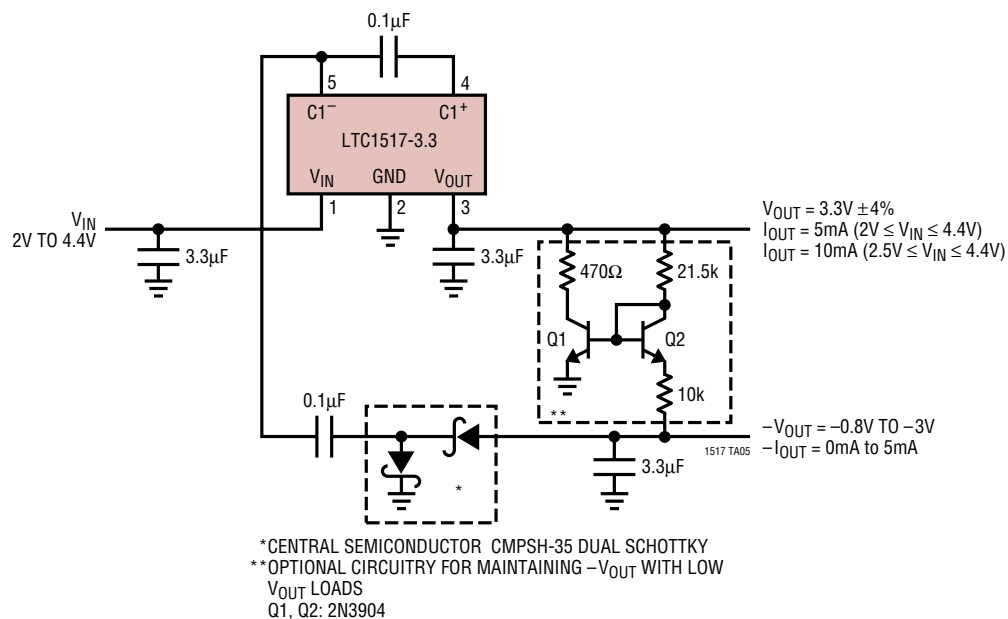 0.1µF
5
4
C1⁻
C1⁺
LTC1517-3.3
V_IN
GND
V_OUT
1
2
3
V_IN
2V TO 4.4V
3.3µF
3.3µF
V_OUT = 3.3V ±4%
I_OUT = 5mA (2V ≤ V_IN ≤ 4.4V)
I_OUT = 10mA (2.5V ≤ V_IN ≤ 4.4V)
470Ω
21.5k
Q1
Q2
10k
**
0.1µF
*
3.3µF
1517 TA05
–V_OUT = –0.8V TO –3V
–I_OUT = 0mA to 5mA
*CENTRAL SEMICONDUCTOR CMPSH-35 DUAL SCHOTTKY
**OPTIONAL CIRCUITRY FOR MAINTAINING –V_OUT WITH LOW
V_OUT LOADS
Q1, Q2: 2N3904